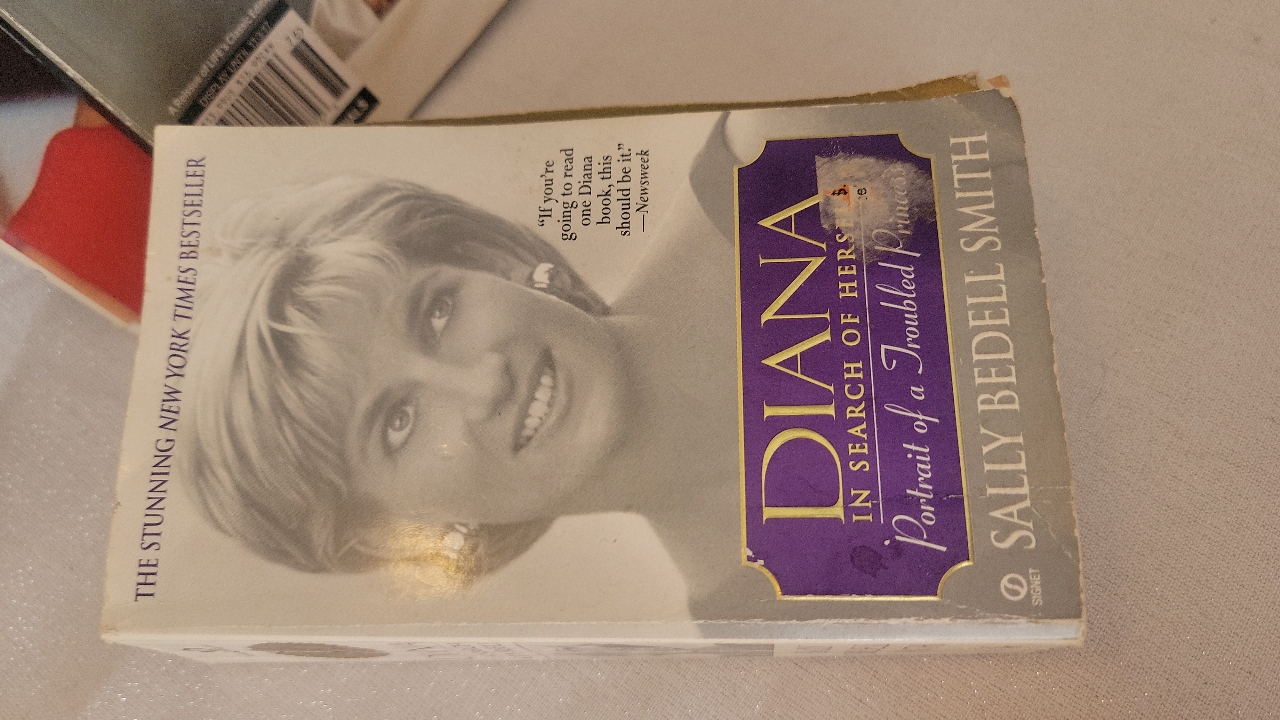 THE STUNNING NEW YORK TIMES BESTSELLER
"If you're
going to read
one Diana
book, this
should be it."
—Newsweek
DIANA
IN SEARCH OF HERS
Portrait of a Troubled Princ
SALLY BEDELL SMITH
SIGNET
$